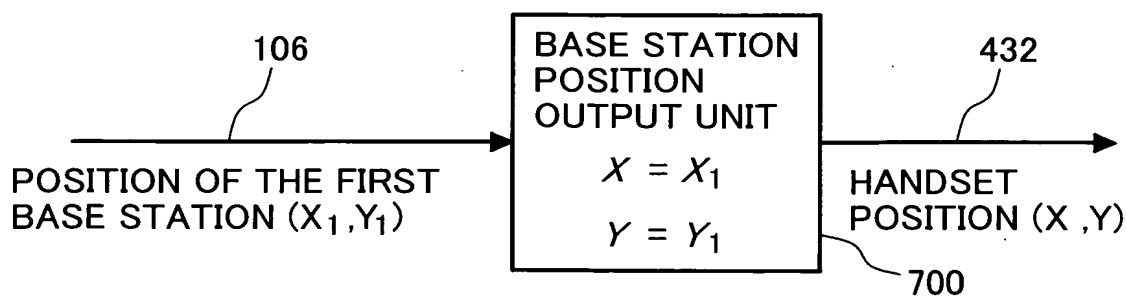 106
POSITION OF THE FIRST
BASE STATION (X₁,Y₁)
BASE STATION
POSITION
OUTPUT UNIT
X = X₁
Y = Y₁
432
HANDSET
POSITION (X ,Y)
700